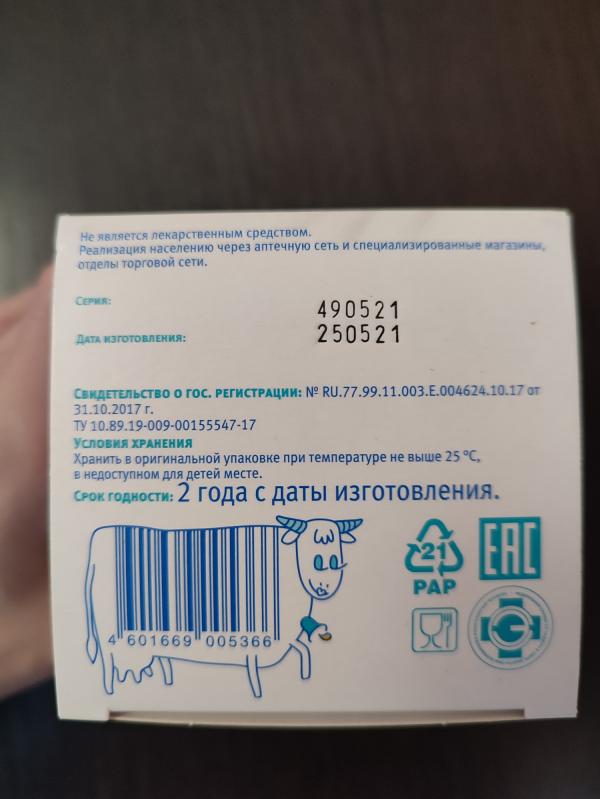 Не является лекарственным средством.
Реализация населению через аптечную сеть и специализированные магазины,
отделы торговой сети.
Серия: 490521
Дата изготовления: 250521
Свидетельство о гос. регистрации: № RU.77.99.11.003.Е.004624.10.17 от
31.10.2017 г.
ТУ 10.89.19-009-00155547-17
Условия хранения
Хранить в оригинальной упаковке при температуре не выше 25 °С,
в недоступном для детей месте.
Срок годности: 2 года с даты изготовления.
21
PAP
EAC
4 601669 005366